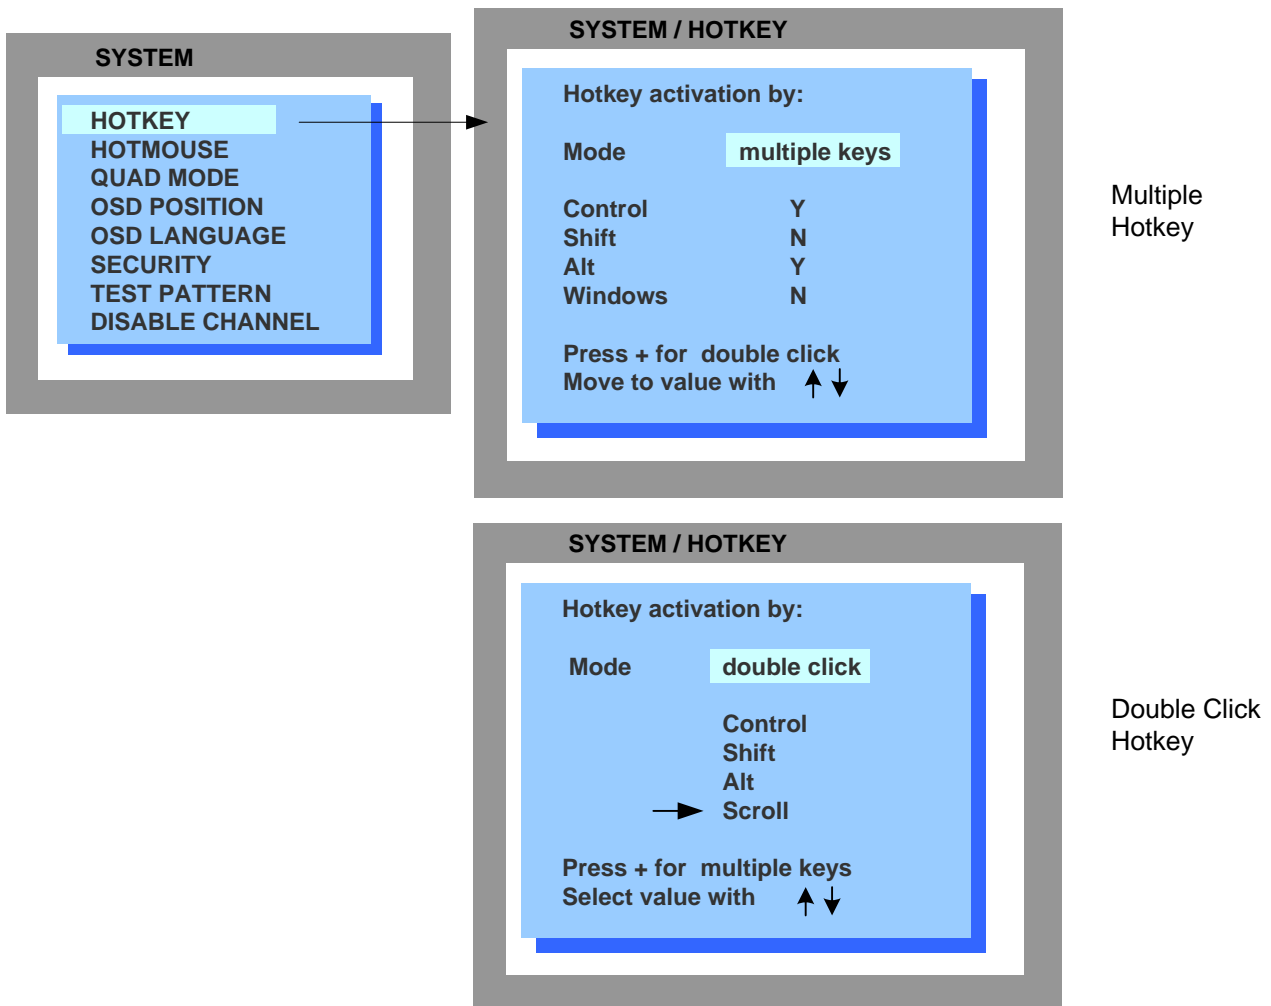 SYSTEM
HOTKEY
HOTMOUSE
QUAD MODE
OSD POSITION
OSD LANGUAGE
SECURITY
TEST PATTERN
DISABLE CHANNEL
SYSTEM / HOTKEY
Hotkey activation by:
Mode multiple keys
Control Y
Shift N
Alt Y
Windows N
Press + for double click
Move to value with
Multiple
Hotkey
SYSTEM / HOTKEY
Hotkey activation by:
Mode double click
Control
Shift
Alt
Scroll
Press + for multiple keys
Select value with
Double Click
Hotkey